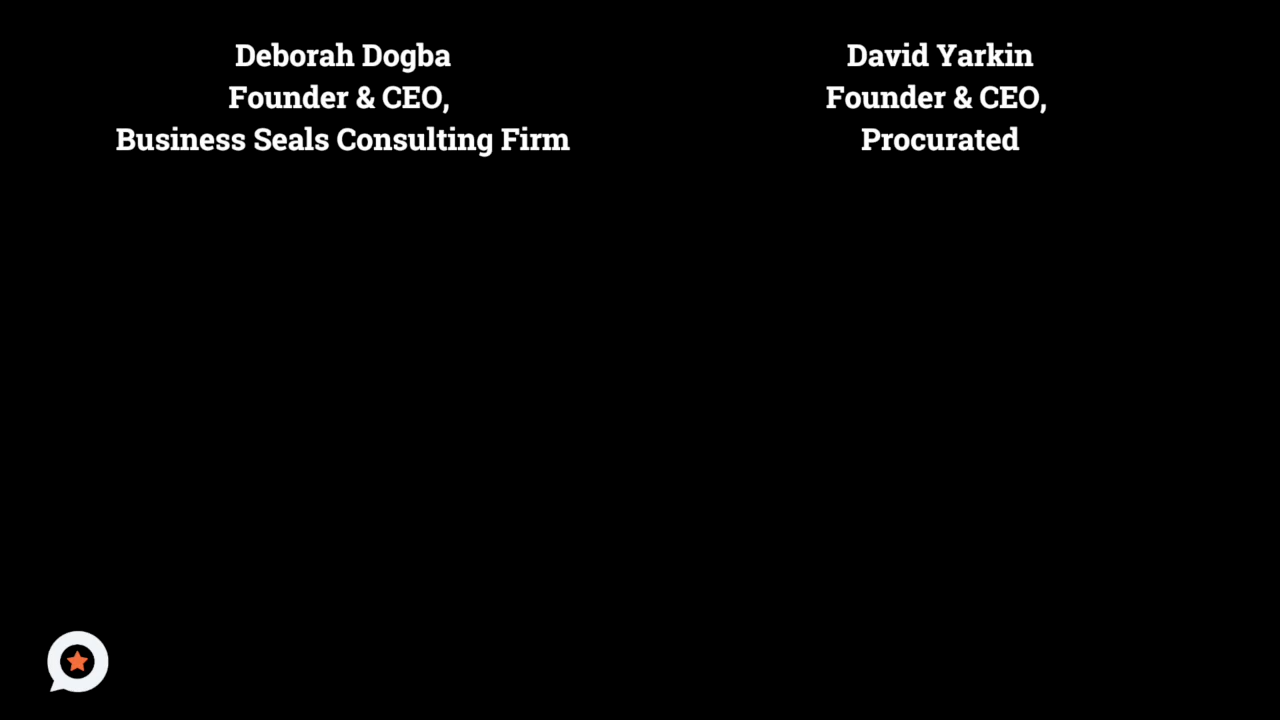 Deborah Dogba
Founder & CEO,
Business Seals Consulting Firm
David Yarkin
Founder & CEO,
Procurated